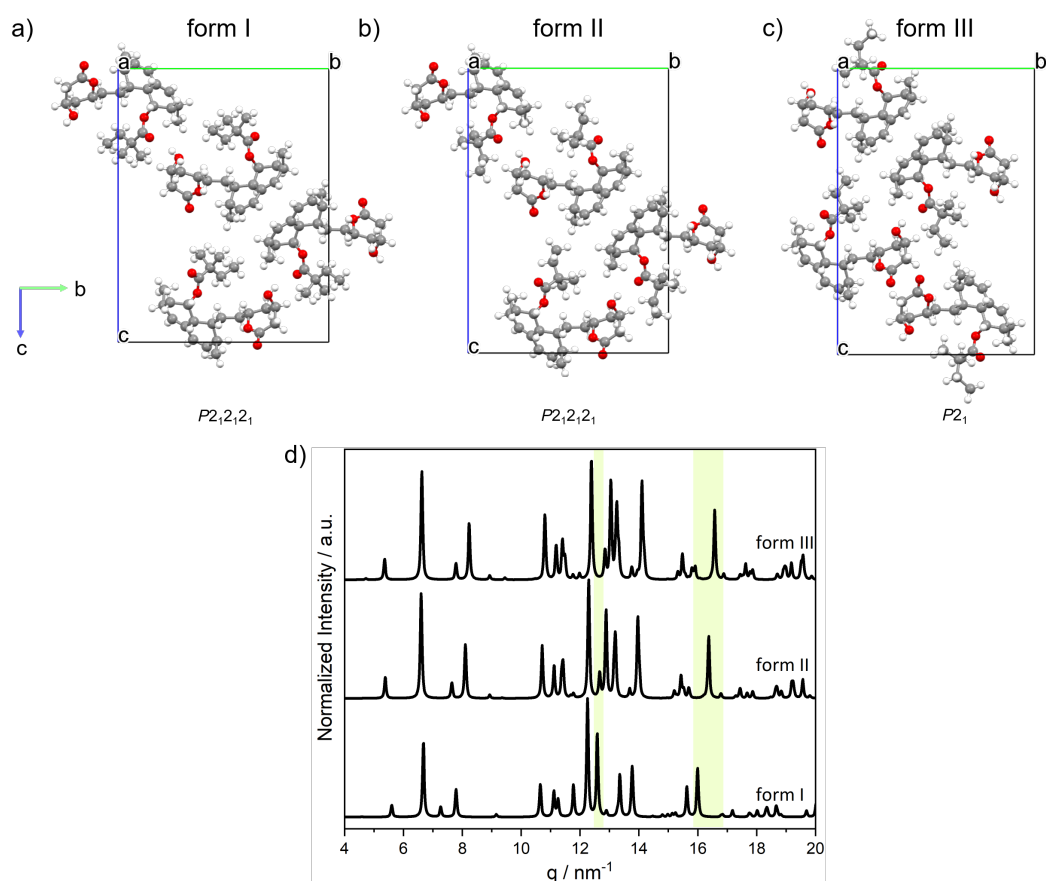 a) form I b) form II c) form III
a b a b a b
b
c
c c c
P2₁2₁2₁ P2₁2₁2₁ P2₁
d)
Normalized Intensity / a.u.
form III
form II
form I
4 6 8 10 12 14 16 18 20
q / nm⁻¹